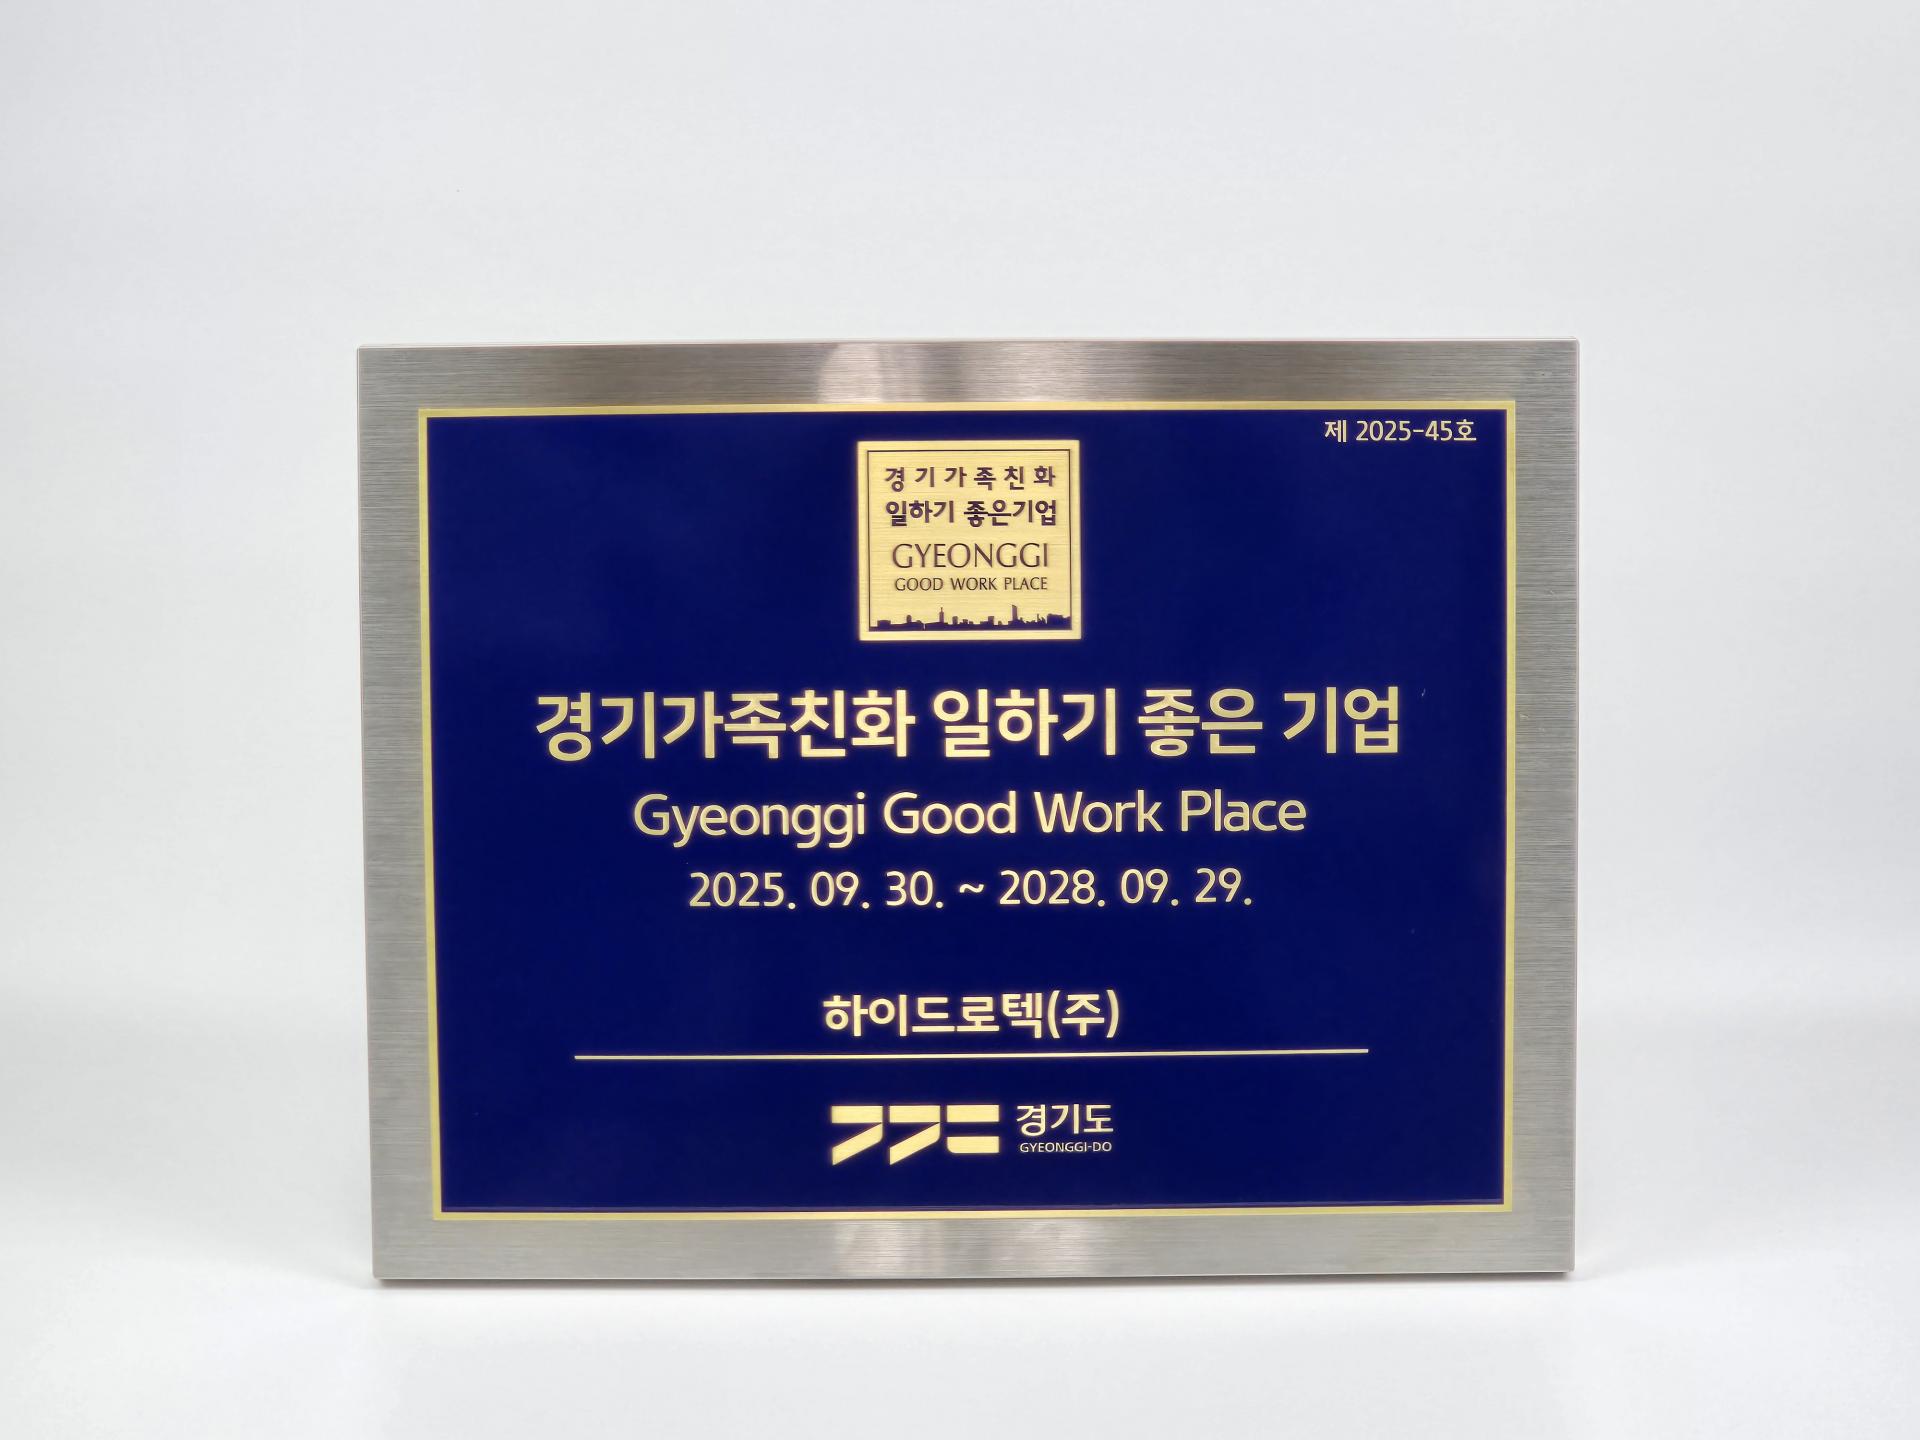 제 2025-45호
경기가족친화
일하기 좋은기업
GYEONGGI
GOOD WORK PLACE
경기가족친화 일하기 좋은 기업
Gyeonggi Good Work Place
2025. 09. 30. ~ 2028. 09. 29.
하이드로텍(주)
경기도
GYEONGGI-DO